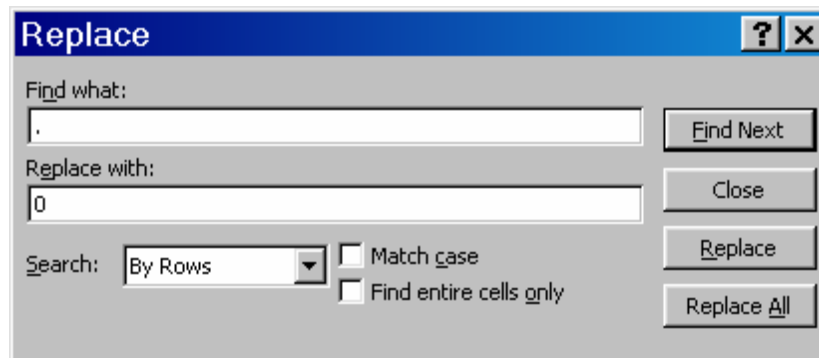 Replace
Find what:
.
Find Next
Replace with:
0
Close
Search: By Rows
Match case
Replace
Find entire cells only
Replace All